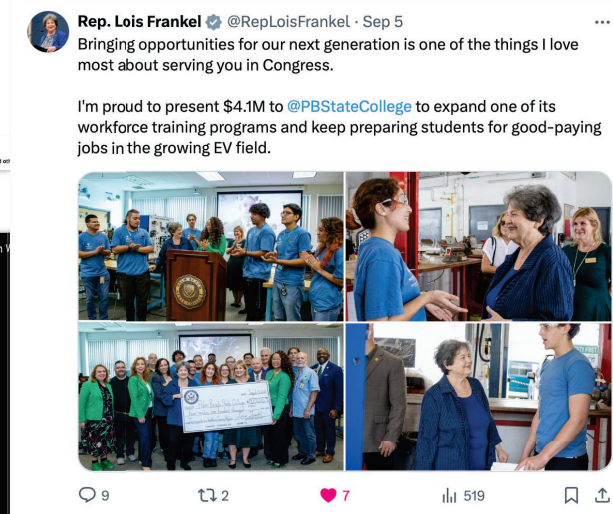 Rep. Lois Frankel @RepLoisFrankel · Sep 5
Bringing opportunities for our next generation is one of the things I love
most about serving you in Congress.
I'm proud to present $4.1M to @PBStateCollege to expand one of its
workforce training programs and keep preparing students for good-paying
jobs in the growing EV field.
9 2 7 519